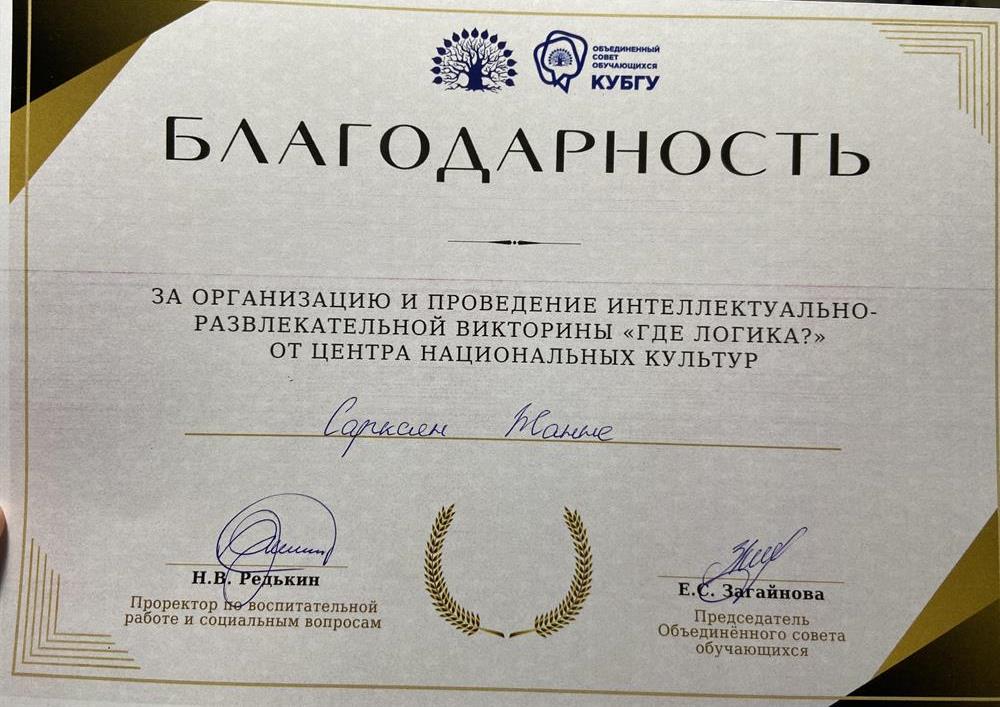 ОБЪЕДИНЕННЫЙ
СОВЕТ
ОБУЧАЮЩИХСЯ
КУБГУ
БЛАГОДАРНОСТЬ
ЗА ОРГАНИЗАЦИЮ И ПРОВЕДЕНИЕ ИНТЕЛЛЕКТУАЛЬНО-
РАЗВЛЕКАТЕЛЬНОЙ ВИКТОРИНЫ «ГДЕ ЛОГИКА?»
ОТ ЦЕНТРА НАЦИОНАЛЬНЫХ КУЛЬТУР
Сарксян Жанне
Н.В. Редькин
Проректор по воспитательной
работе и социальным вопросам
Е.С. Загайнова
Председатель
Объединённого совета
обучающихся